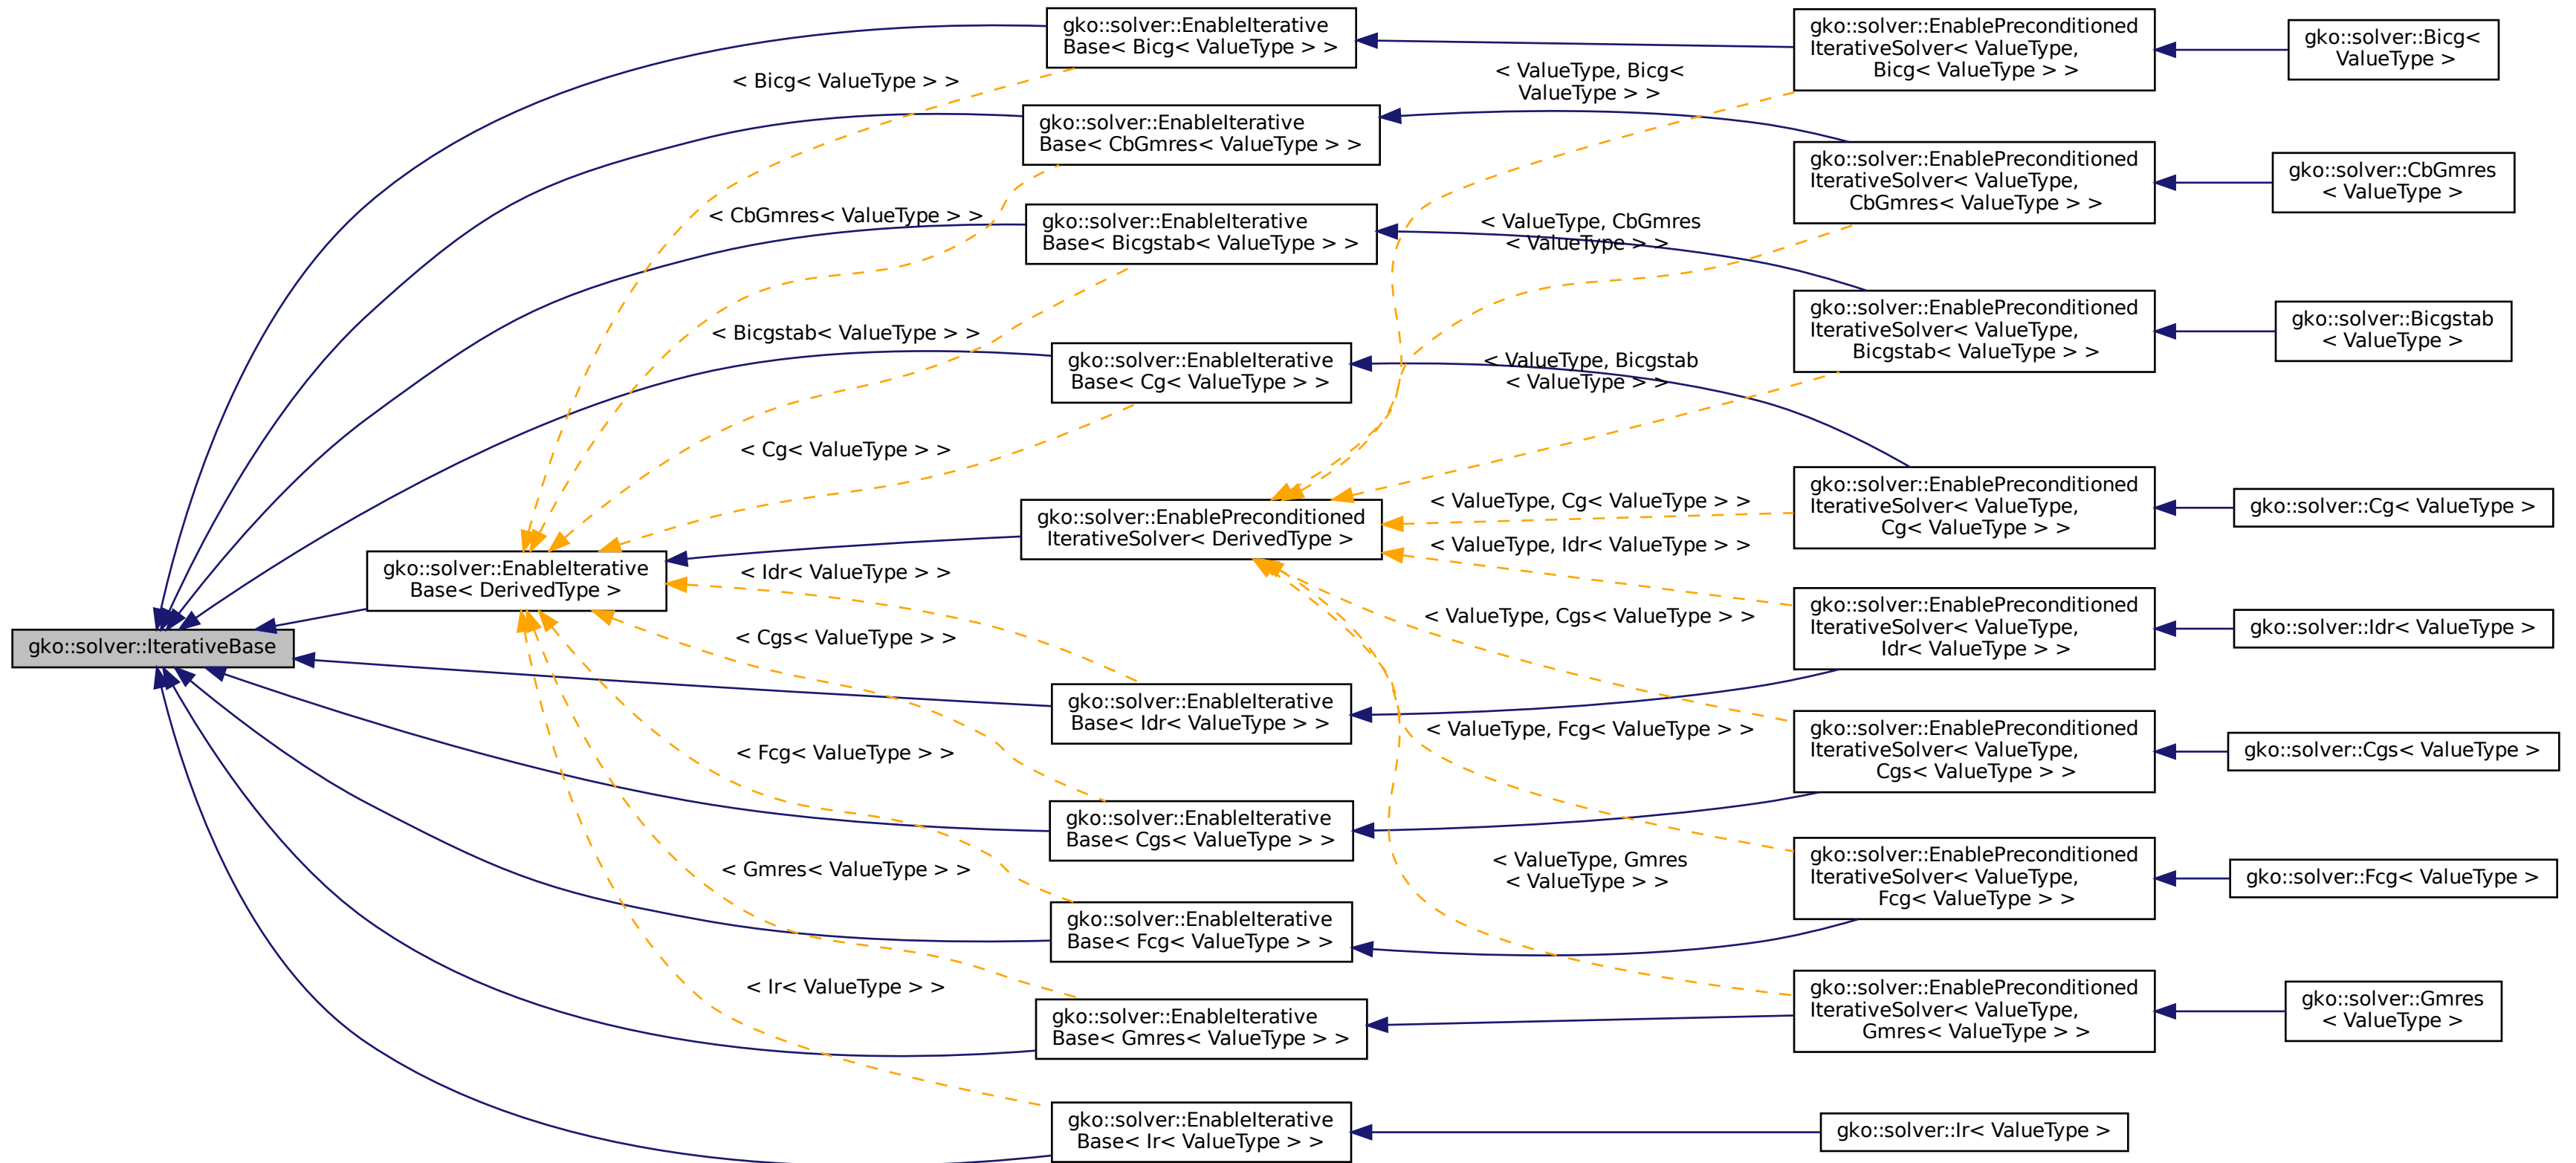 gko::solver::IterativeBase
gko::solver::EnableIterative
Base< DerivedType >
< Bicg< ValueType > >
< CbGmres< ValueType > >
< Bicgstab< ValueType > >
< Cg< ValueType > >
< Idr< ValueType > >
< Cgs< ValueType > >
< Fcg< ValueType > >
< Gmres< ValueType > >
< Ir< ValueType > >
gko::solver::EnableIterative
Base< Bicg< ValueType > >
gko::solver::EnableIterative
Base< CbGmres< ValueType > >
gko::solver::EnableIterative
Base< Bicgstab< ValueType > >
gko::solver::EnableIterative
Base< Cg< ValueType > >
gko::solver::EnablePreconditioned
IterativeSolver< DerivedType >
gko::solver::EnableIterative
Base< Idr< ValueType > >
gko::solver::EnableIterative
Base< Cgs< ValueType > >
gko::solver::EnableIterative
Base< Fcg< ValueType > >
gko::solver::EnableIterative
Base< Gmres< ValueType > >
gko::solver::EnableIterative
Base< Ir< ValueType > >
< ValueType, Bicg<
ValueType > >
< ValueType, CbGmres
< ValueType > >
< ValueType, Bicgstab
< ValueType > >
< ValueType, Cg< ValueType > >
< ValueType, Idr< ValueType > >
< ValueType, Cgs< ValueType > >
< ValueType, Fcg< ValueType > >
< ValueType, Gmres
< ValueType > >
gko::solver::EnablePreconditioned
IterativeSolver< ValueType,
Bicg< ValueType > >
gko::solver::EnablePreconditioned
IterativeSolver< ValueType,
CbGmres< ValueType > >
gko::solver::EnablePreconditioned
IterativeSolver< ValueType,
Bicgstab< ValueType > >
gko::solver::EnablePreconditioned
IterativeSolver< ValueType,
Cg< ValueType > >
gko::solver::EnablePreconditioned
IterativeSolver< ValueType,
Idr< ValueType > >
gko::solver::EnablePreconditioned
IterativeSolver< ValueType,
Cgs< ValueType > >
gko::solver::EnablePreconditioned
IterativeSolver< ValueType,
Fcg< ValueType > >
gko::solver::EnablePreconditioned
IterativeSolver< ValueType,
Gmres< ValueType > >
gko::solver::Ir< ValueType >
gko::solver::Bicg<
ValueType >
gko::solver::CbGmres
< ValueType >
gko::solver::Bicgstab
< ValueType >
gko::solver::Cg< ValueType >
gko::solver::Idr< ValueType >
gko::solver::Cgs< ValueType >
gko::solver::Fcg< ValueType >
gko::solver::Gmres
< ValueType >